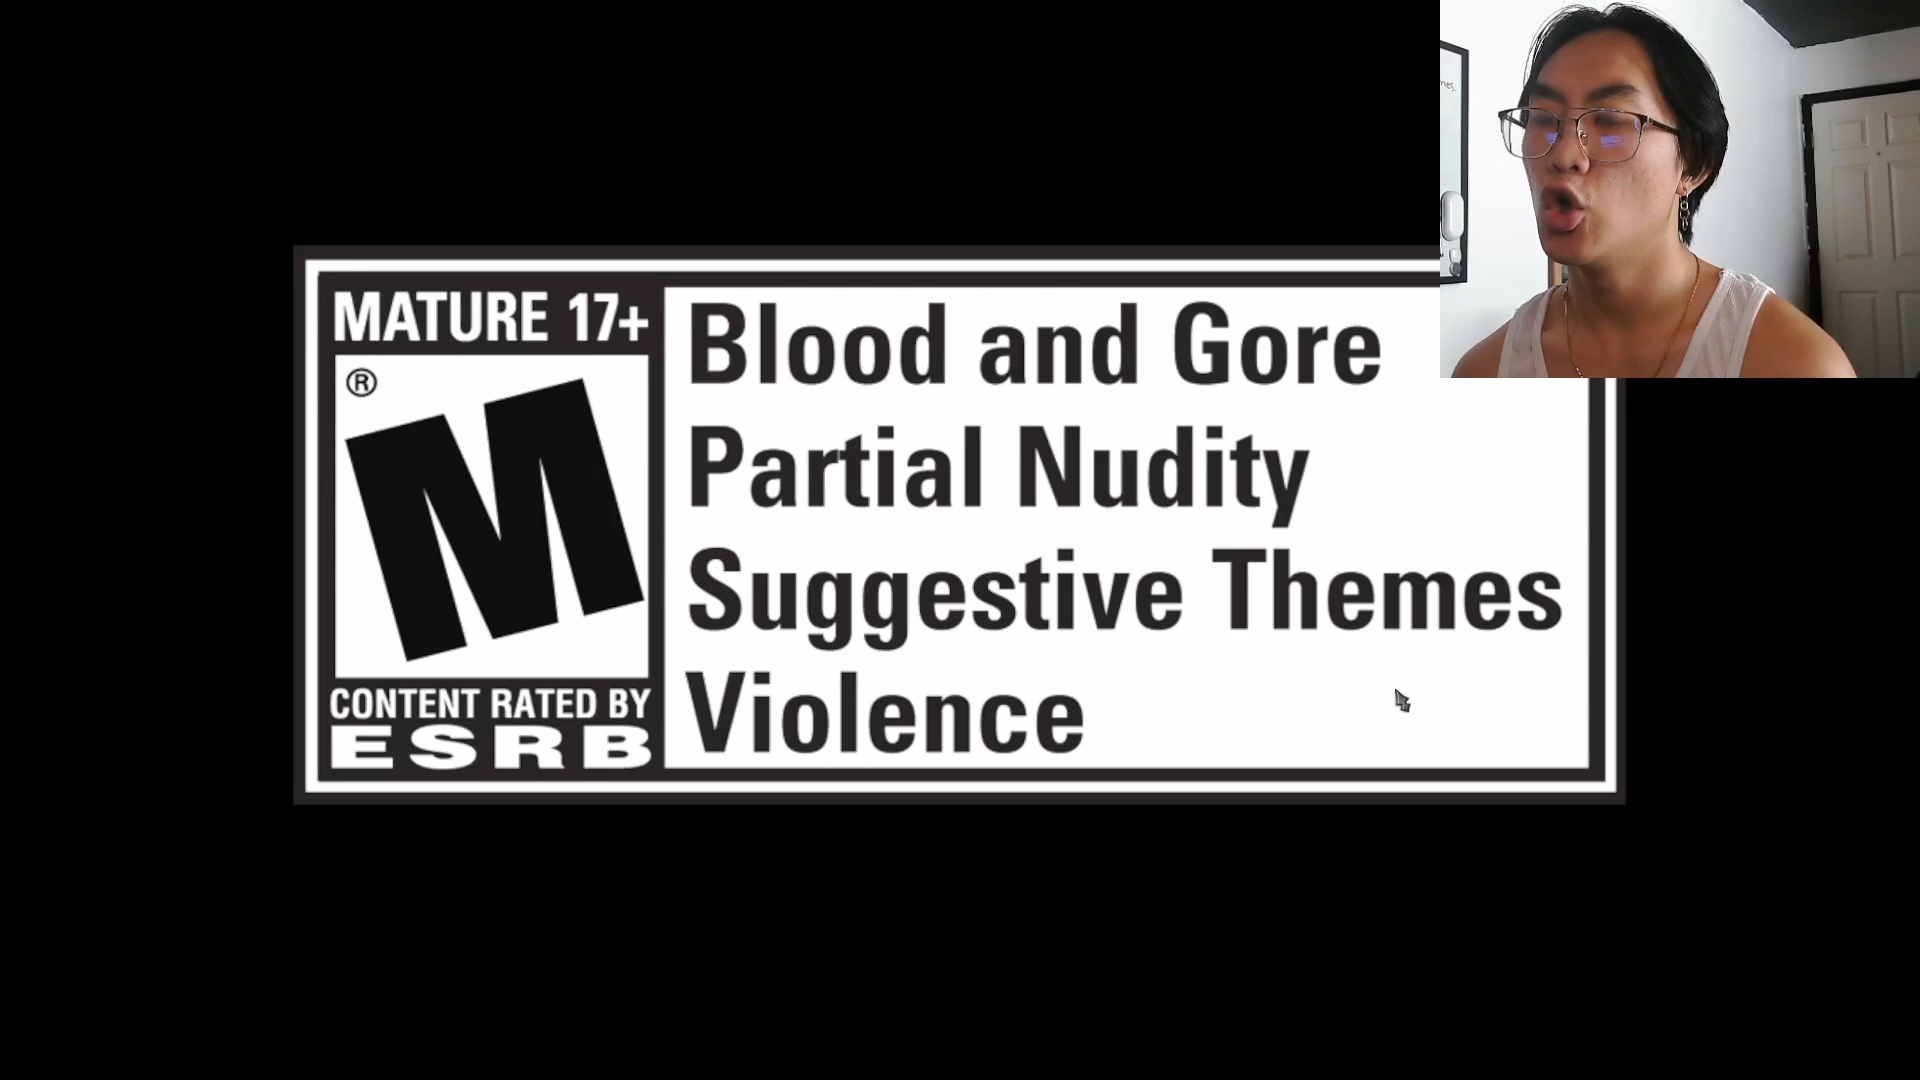 MATURE 17+
®
M
CONTENT RATED BY
ESRB
Blood and Gore
Partial Nudity
Suggestive Themes
Violence